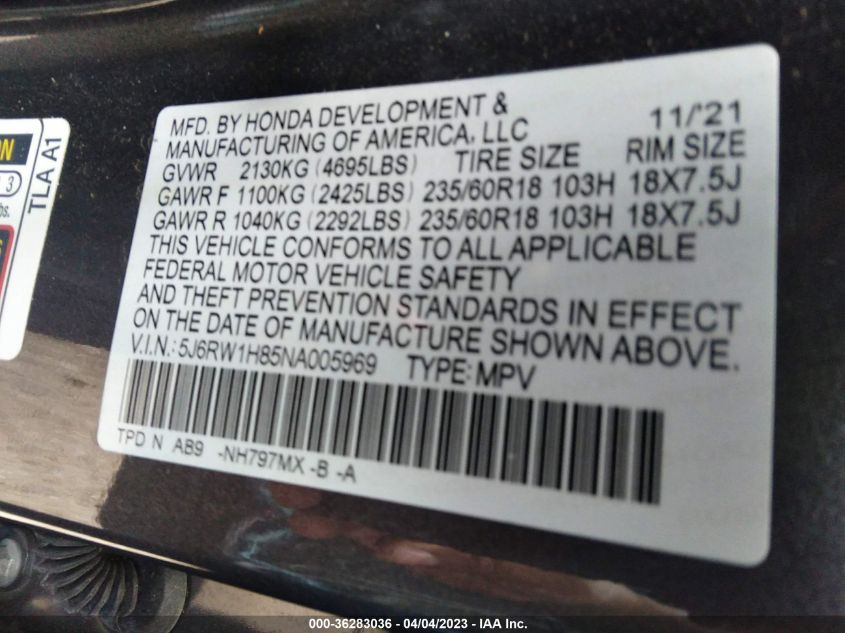 MFD. BY HONDA DEVELOPMENT & 11/'21
MANUFACTURING OF AMERICA, LLC
GVWR 2130KG (4695LBS) TIRE SIZE RIM SIZE
GAWR F 1100KG (2425LBS) 235/60R18 103H 18X7.5J
GAWR R 1040KG (2292LBS) 235/60R18 103H 18X7.5J
THIS VEHICLE CONFORMS TO ALL APPLICABLE
FEDERAL MOTOR VEHICLE SAFETY
AND THEFT PREVENTION STANDARDS IN EFFECT
ON THE DATE OF MANUFACTURE SHOWN ABOVE.
V.I.N.: 5J6RW1H85NA005969 TYPE: MPV
TPD N AB9 -NH797MX -B -A
ON
3
bs.
TLA A1
000-36283036 - 04/04/2023 - IAA Inc.